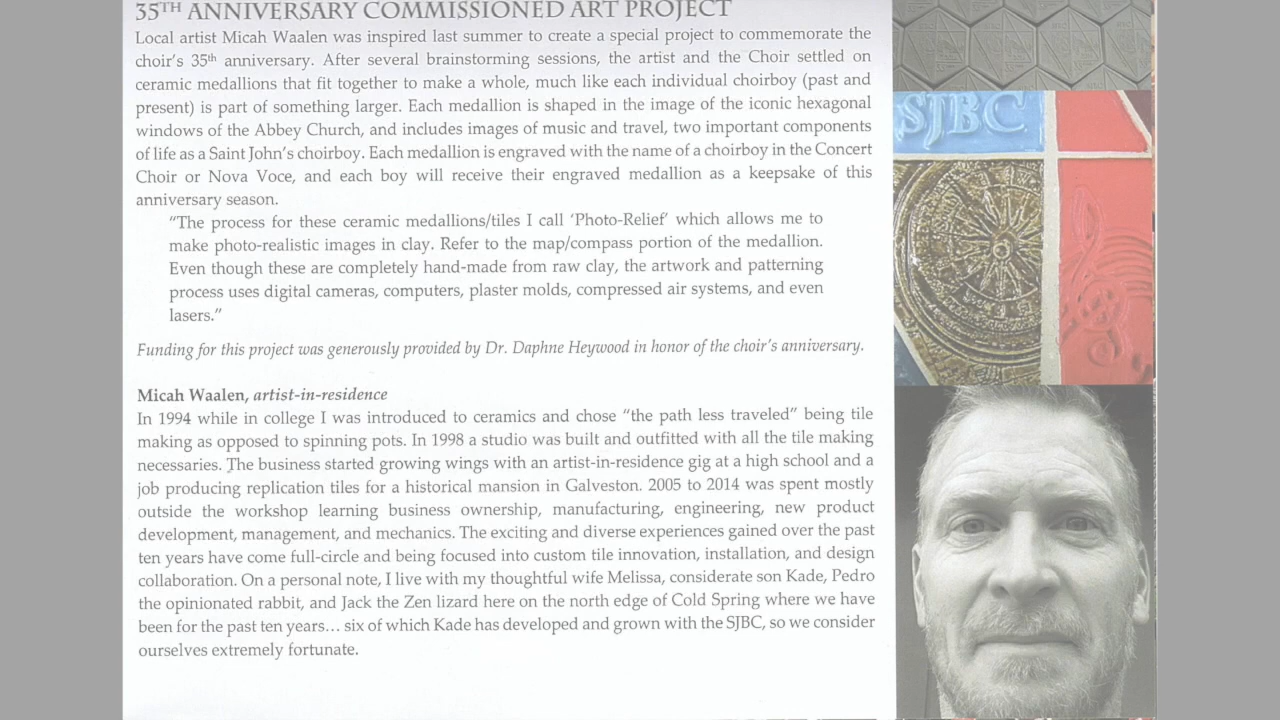 35TH ANNIVERSARY COMMISSIONED ART PROJECT
Local artist Micah Waalen was inspired last summer to create a special project to commemorate the
choir's 35th anniversary. After several brainstorming sessions, the artist and the Choir settled on
ceramic medallions that fit together to make a whole, much like each individual choirboy (past and
present) is part of something larger. Each medallion is shaped in the image of the iconic hexagonal
windows of the Abbey Church, and includes images of music and travel, two important components
of life as a Saint John's choirboy. Each medallion is engraved with the name of a choirboy in the Concert
Choir or Nova Voce, and each boy will receive their engraved medallion as a keepsake of this
anniversary season.
"The process for these ceramic medallions/tiles I call 'Photo-Relief' which allows me to
make photo-realistic images in clay. Refer to the map/compass portion of the medallion.
Even though these are completely hand-made from raw clay, the artwork and patterning
process uses digital cameras, computers, plaster molds, compressed air systems, and even
lasers."
Funding for this project was generously provided by Dr. Daphne Heywood in honor of the choir's anniversary.
Micah Waalen, artist-in-residence
In 1994 while in college I was introduced to ceramics and chose "the path less traveled" being tile
making as opposed to spinning pots. In 1998 a studio was built and outfitted with all the tile making
necessaries. The business started growing wings with an artist-in-residence gig at a high school and a
job producing replication tiles for a historical mansion in Galveston. 2005 to 2014 was spent mostly
outside the workshop learning business ownership, manufacturing, engineering, new product
development, management, and mechanics. The exciting and diverse experiences gained over the past
ten years have come full-circle and being focused into custom tile innovation, installation, and design
collaboration. On a personal note, I live with my thoughtful wife Melissa, considerate son Kade, Pedro
the opinionated rabbit, and Jack the Zen lizard here on the north edge of Cold Spring where we have
been for the past ten years... six of which Kade has developed and grown with the SJBC, so we consider
ourselves extremely fortunate.
SJBC